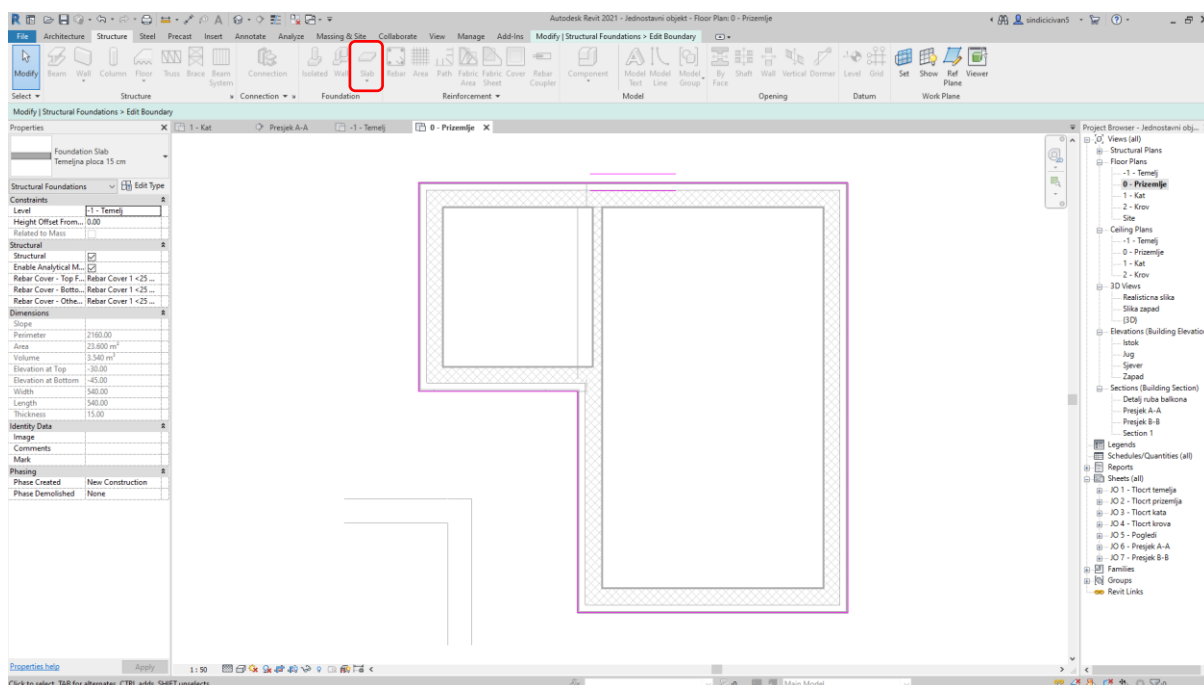 Autodesk Revit 2021 - Jednostavni objekt - Floor Plan: 0 - Prizemlje
sindicicivan5
File Architecture Structure Steel Precast Insert Annotate Analyze Massing & Site Collaborate View Manage Add-Ins Modify | Structural Foundations > Edit Boundary
Modify Beam Wall Column Floor Truss Brace Beam System Connection Isolated Wall Slab Rebar Area Path Fabric Area Fabric Sheet Cover Rebar Coupler Component Model Text Model Line Model Group By Face Shaft Wall Vertical Dormer Level Grid Set Show Ref Plane Viewer
Select Structure Connection Foundation Reinforcement Model Opening Datum Work Plane
Modify | Structural Foundations > Edit Boundary
Properties
1 - Kat
Presjek A-A
-1 - Temelj
0 - Prizemlje
Foundation Slab
Temeljna ploca 15 cm
Structural Foundations
Edit Type
Constraints
Level -1 - Temelj
Height Offset From... 0.00
Related to Mass
Structural
Structural
Enable Analytical M...
Rebar Cover - Top F... Rebar Cover 1 <25 ...
Rebar Cover - Botto... Rebar Cover 1 <25 ...
Rebar Cover - Othe... Rebar Cover 1 <25 ...
Dimensions
Slope
Perimeter 2160.00
Area 23.600 m²
Volume 3.540 m³
Elevation at Top -30.00
Elevation at Bottom -45.00
Width 540.00
Length 540.00
Thickness 15.00
Identity Data
Image
Comments
Mark
Phasing
Phase Created New Construction
Phase Demolished None
Properties help
Apply
1 : 50
Click to select, TAB for alternates, CTRL adds, SHIFT unselects.
Main Model
Project Browser - Jednostavni obj...
Views (all)
Structural Plans
Floor Plans
-1 - Temelj
0 - Prizemlje
1 - Kat
2 - Krov
Site
Ceiling Plans
-1 - Temelj
0 - Prizemlje
1 - Kat
2 - Krov
3D Views
Realisticna slika
Slika zapad
{3D}
Elevations (Building Elevatio
Istok
Jug
Sjever
Zapad
Sections (Building Section)
Detalj ruba balkona
Presjek A-A
Presjek B-B
Section 1
Legends
Schedules/Quantities (all)
Reports
Sheets (all)
JO 1 - Tlocrt temelja
JO 2 - Tlocrt prizemlja
JO 3 - Tlocrt kata
JO 4 - Tlocrt krova
JO 5 - Pogledi
JO 6 - Presjek A-A
JO 7 - Presjek B-B
Families
Groups
Revit Links